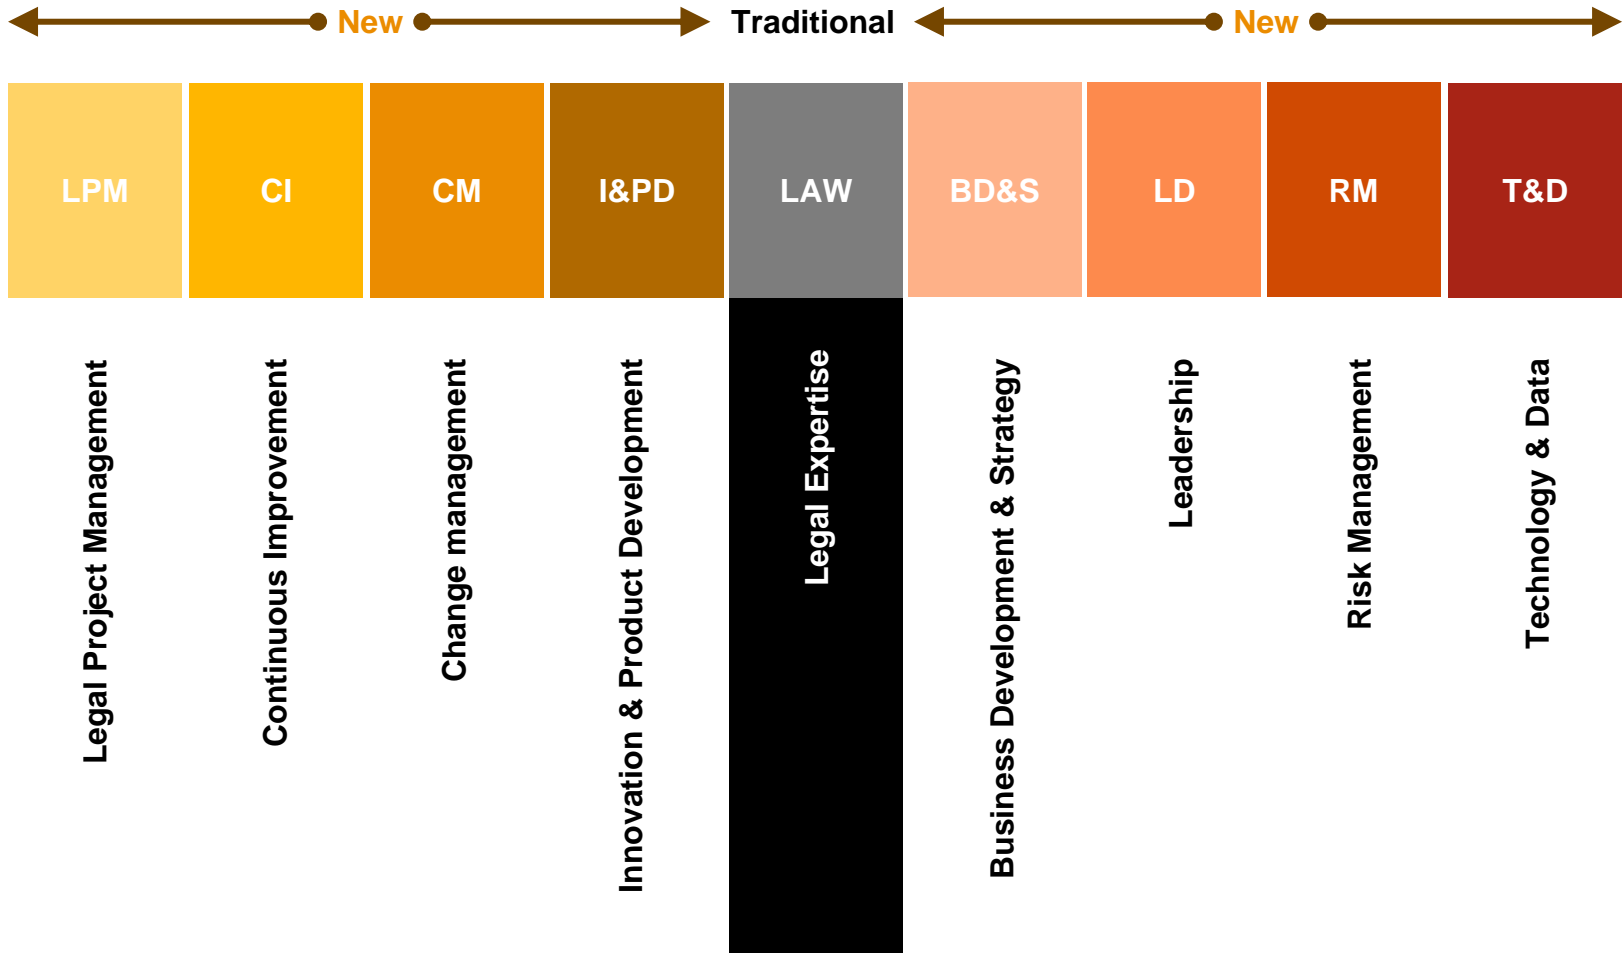 New
Traditional
New
LPM
CI
CM
I&PD
LAW
BD&S
LD
RM
T&D
Legal Project Management
Continuous Improvement
Change management
Innovation & Product Development
Legal Expertise
Business Development & Strategy
Leadership
Risk Management
Technology & Data